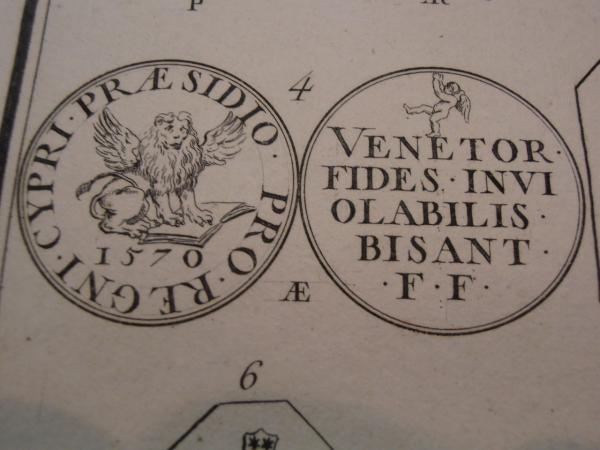 P Æ
4
PRO · REGNI · CYPRI · PRÆSIDIO ·
1570
VENETOR ·
FIDES · INVI
OLABILIS ·
BISANT ·
· F · F ·
Æ
6